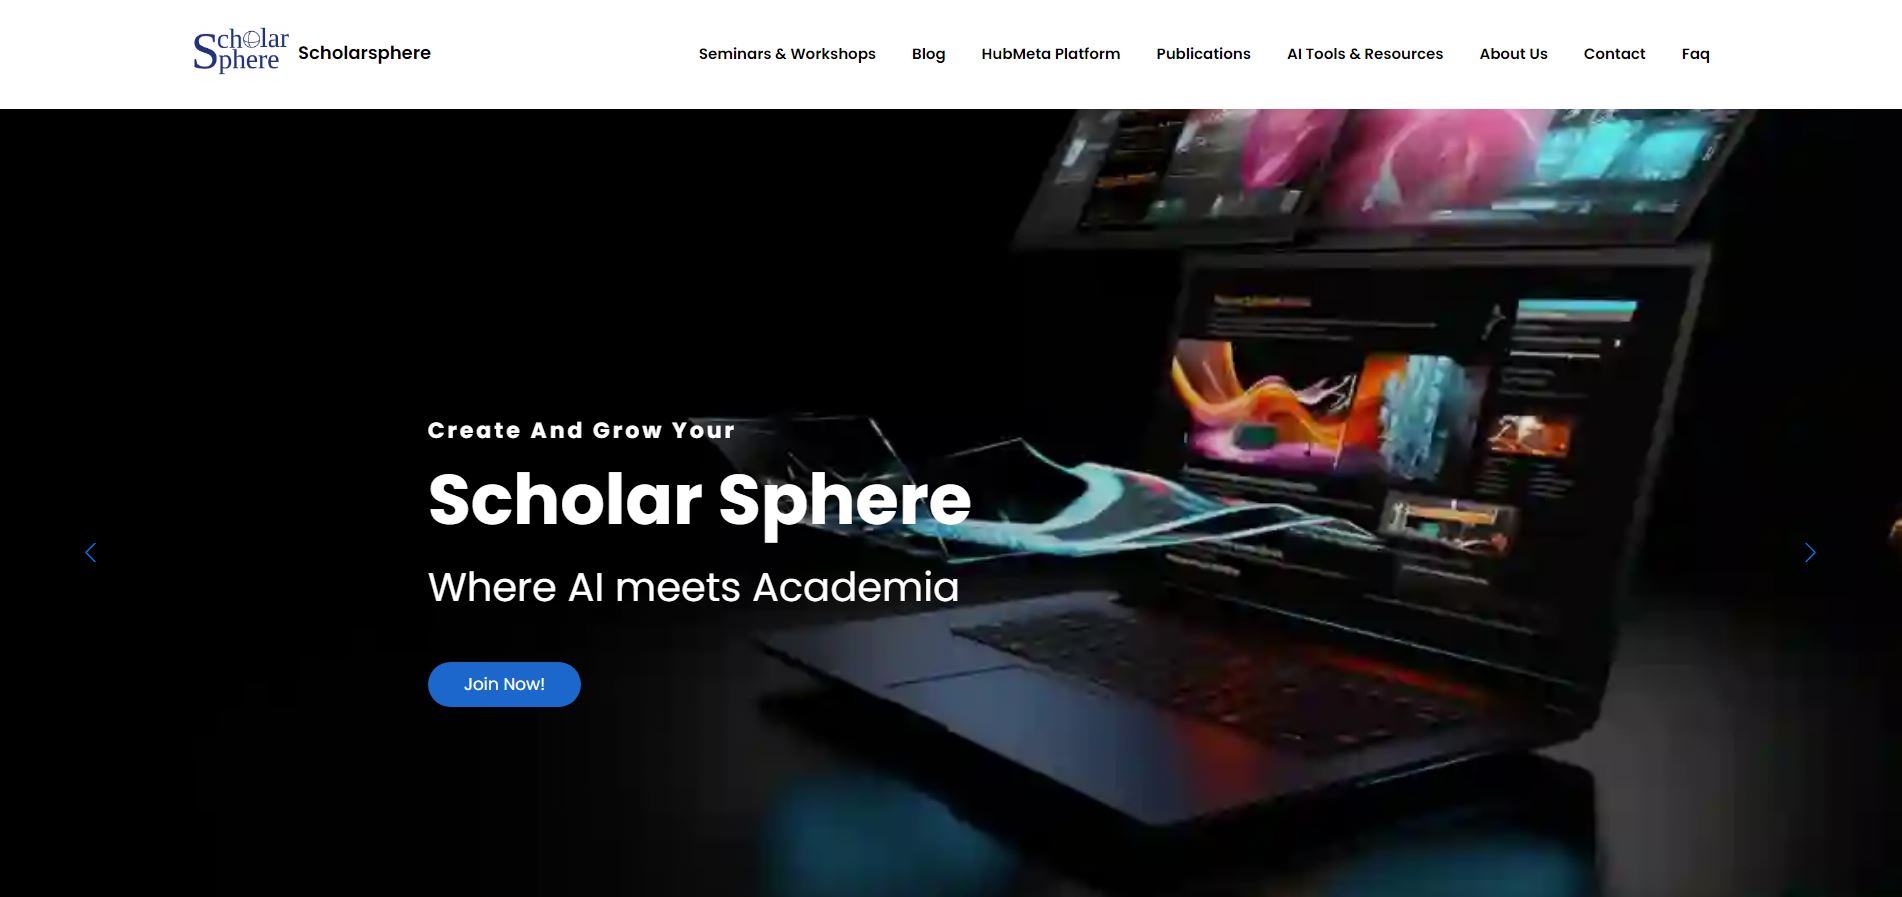 Scholar
Sphere
Scholarsphere
Seminars & Workshops
Blog
HubMeta Platform
Publications
AI Tools & Resources
About Us
Contact
Faq
Create And Grow Your
Scholar Sphere
Where AI meets Academia
Join Now!